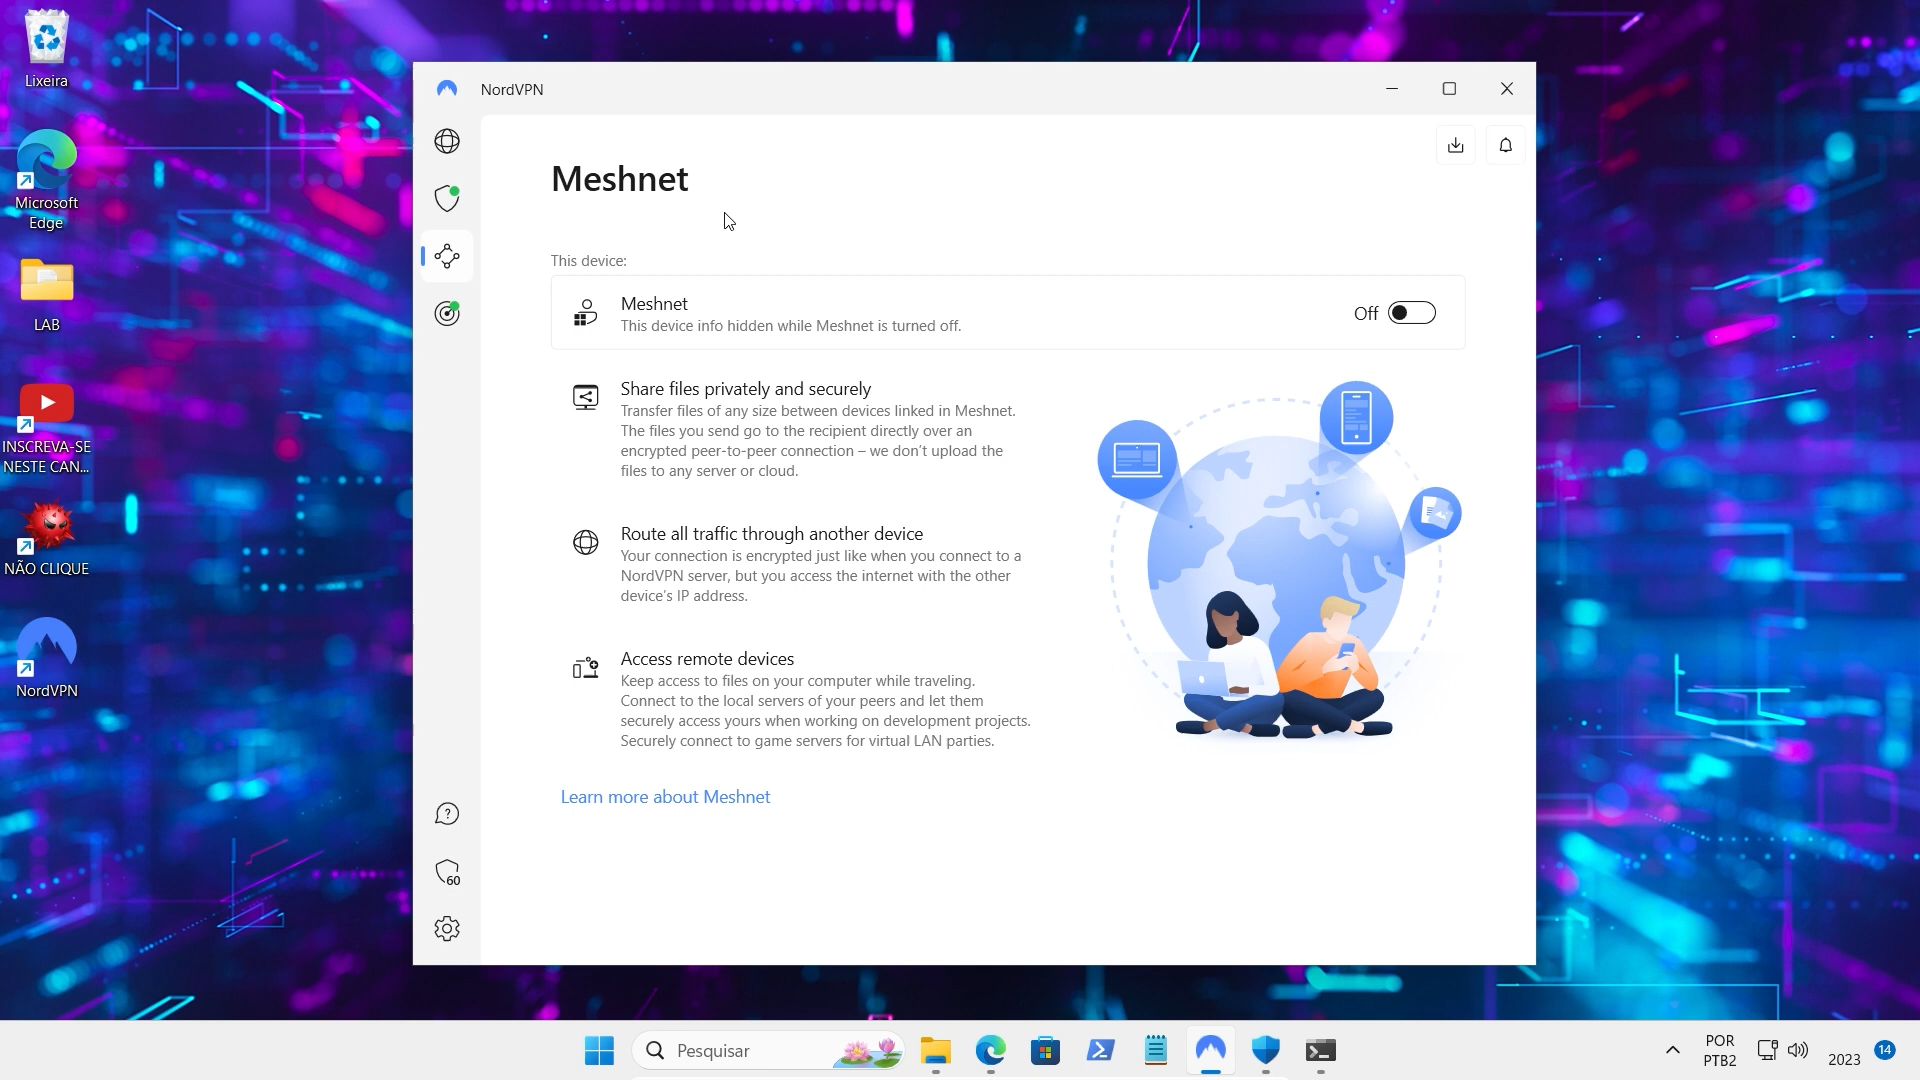 Lixeira
Microsoft
Edge
LAB
INSCREVA-SE
NESTE CAN...
NÃO CLIQUE
NordVPN
NordVPN
Meshnet
This device:
Meshnet
This device info hidden while Meshnet is turned off.
Off
Share files privately and securely
Transfer files of any size between devices linked in Meshnet.
The files you send go to the recipient directly over an
encrypted peer-to-peer connection – we don't upload the
files to any server or cloud.
Route all traffic through another device
Your connection is encrypted just like when you connect to a
NordVPN server, but you access the internet with the other
device's IP address.
Access remote devices
Keep access to files on your computer while traveling.
Connect to the local servers of your peers and let them
securely access yours when working on development projects.
Securely connect to game servers for virtual LAN parties.
Learn more about Meshnet
60
Pesquisar
POR
PTB2
2023
14